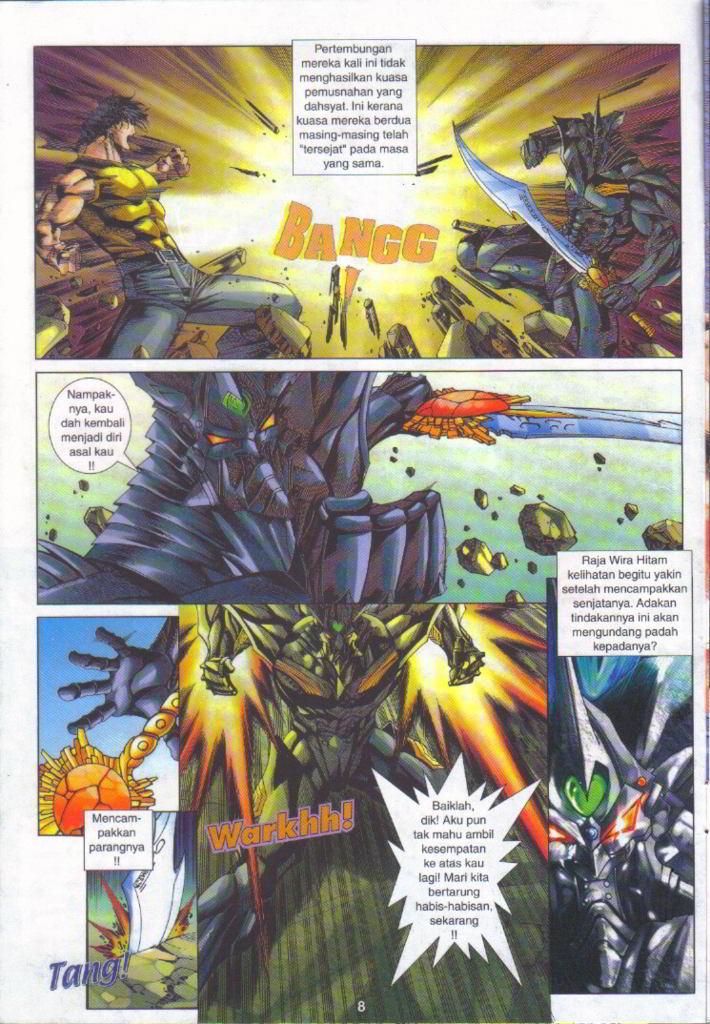 Pertembungan
mereka kali ini tidak
menghasilkan kuasa
pemusnahan yang
dahsyat. Ini kerana
kuasa mereka berdua
masing-masing telah
"tersejat" pada masa
yang sama.
BANGG
!
Nampak-
nya, kau
dah kembali
menjadi diri
asal kau
!!
Raja Wira Hitam
kelihatan begitu yakin
setelah mencampakkan
senjatanya. Adakan
tindakannya ini akan
mengundang padah
kepadanya?
Mencam-
pakkan
parangnya
!!
Warkhh!
Baiklah,
dik! Aku pun
tak mahu ambil
kesempatan
ke atas kau
lagi! Mari kita
bertarung
habis-habisan,
sekarang
!!
Tang!
8